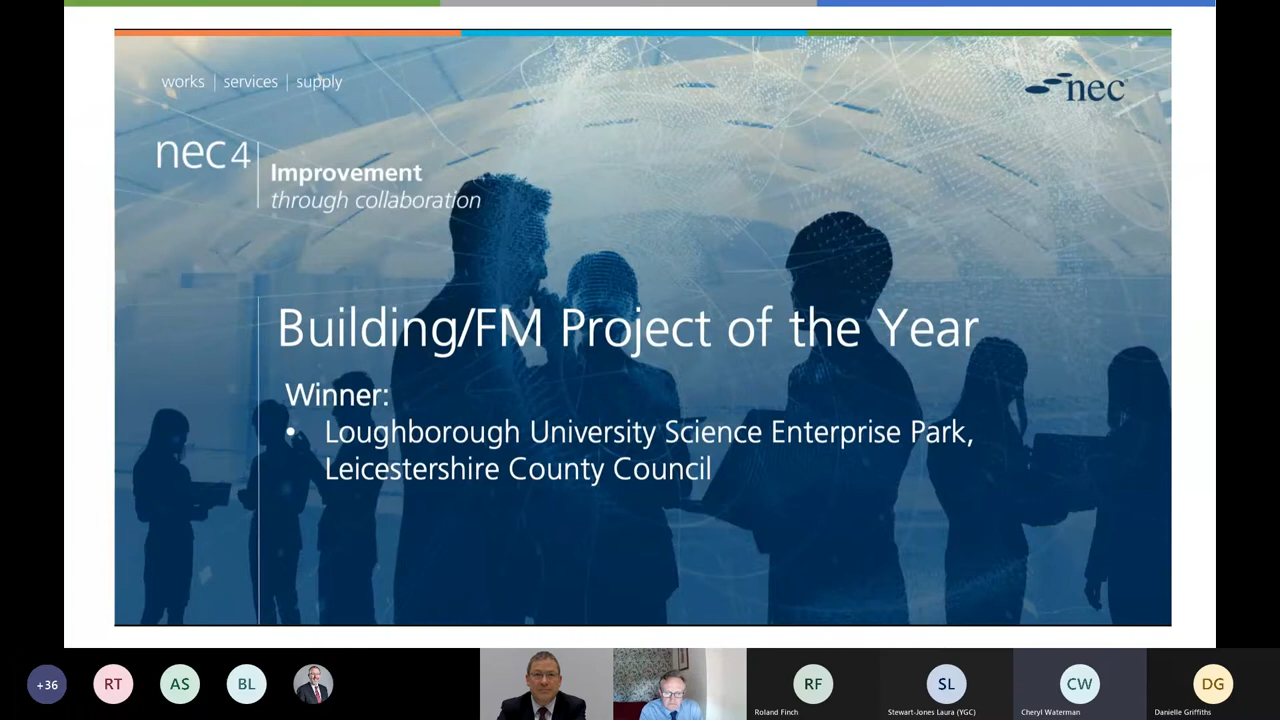 works | services | supply
nec
nec4
Improvement
through collaboration
Building/FM Project of the Year
Winner:
• Loughborough University Science Enterprise Park,
Leicestershire County Council
+36
RT
AS
BL
RF
SL
CW
DG
Roland Finch
Stewart-Jones Laura (YGC)
Cheryl Waterman
Danielle Griffiths